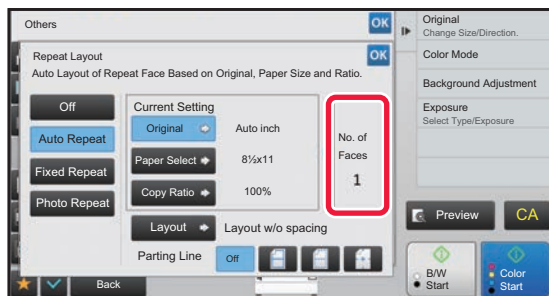 Others
OK
Repeat Layout
OK
Auto Layout of Repeat Face Based on Original, Paper Size and Ratio.
Off
Auto Repeat
Fixed Repeat
Photo Repeat
Current Setting
Original
Auto inch
Paper Select
8½x11
Copy Ratio
100%
No. of
Faces
1
Layout
Layout w/o spacing
Parting Line
Off
Back
Original
Change Size/Direction.
Color Mode
Background Adjustment
Exposure
Select Type/Exposure
Preview
CA
B/W
Start
Color
Start